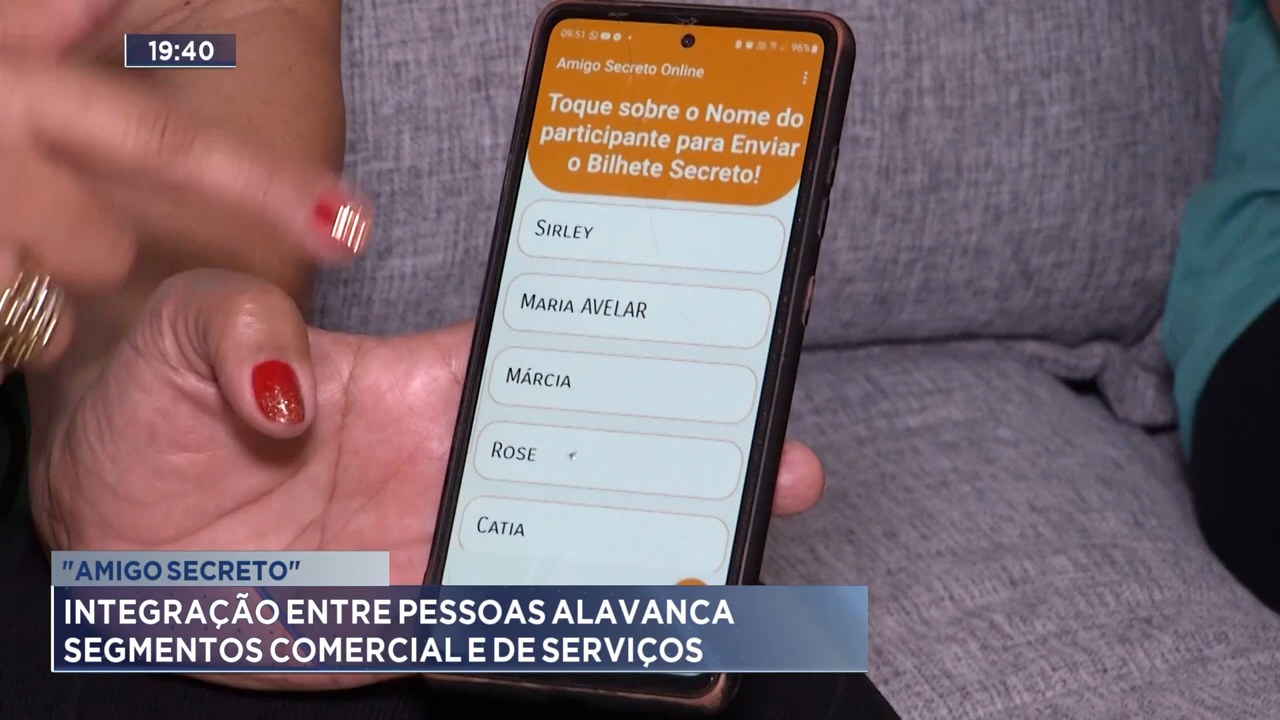 19:40
09:51
96%
Amigo Secreto Online
Toque sobre o Nome do
participante para Enviar
o Bilhete Secreto!
Sirley
Maria AVELAR
Márcia
Rose
Catia
"AMIGO SECRETO"
INTEGRAÇÃO ENTRE PESSOAS ALAVANCA
SEGMENTOS COMERCIAL E DE SERVIÇOS